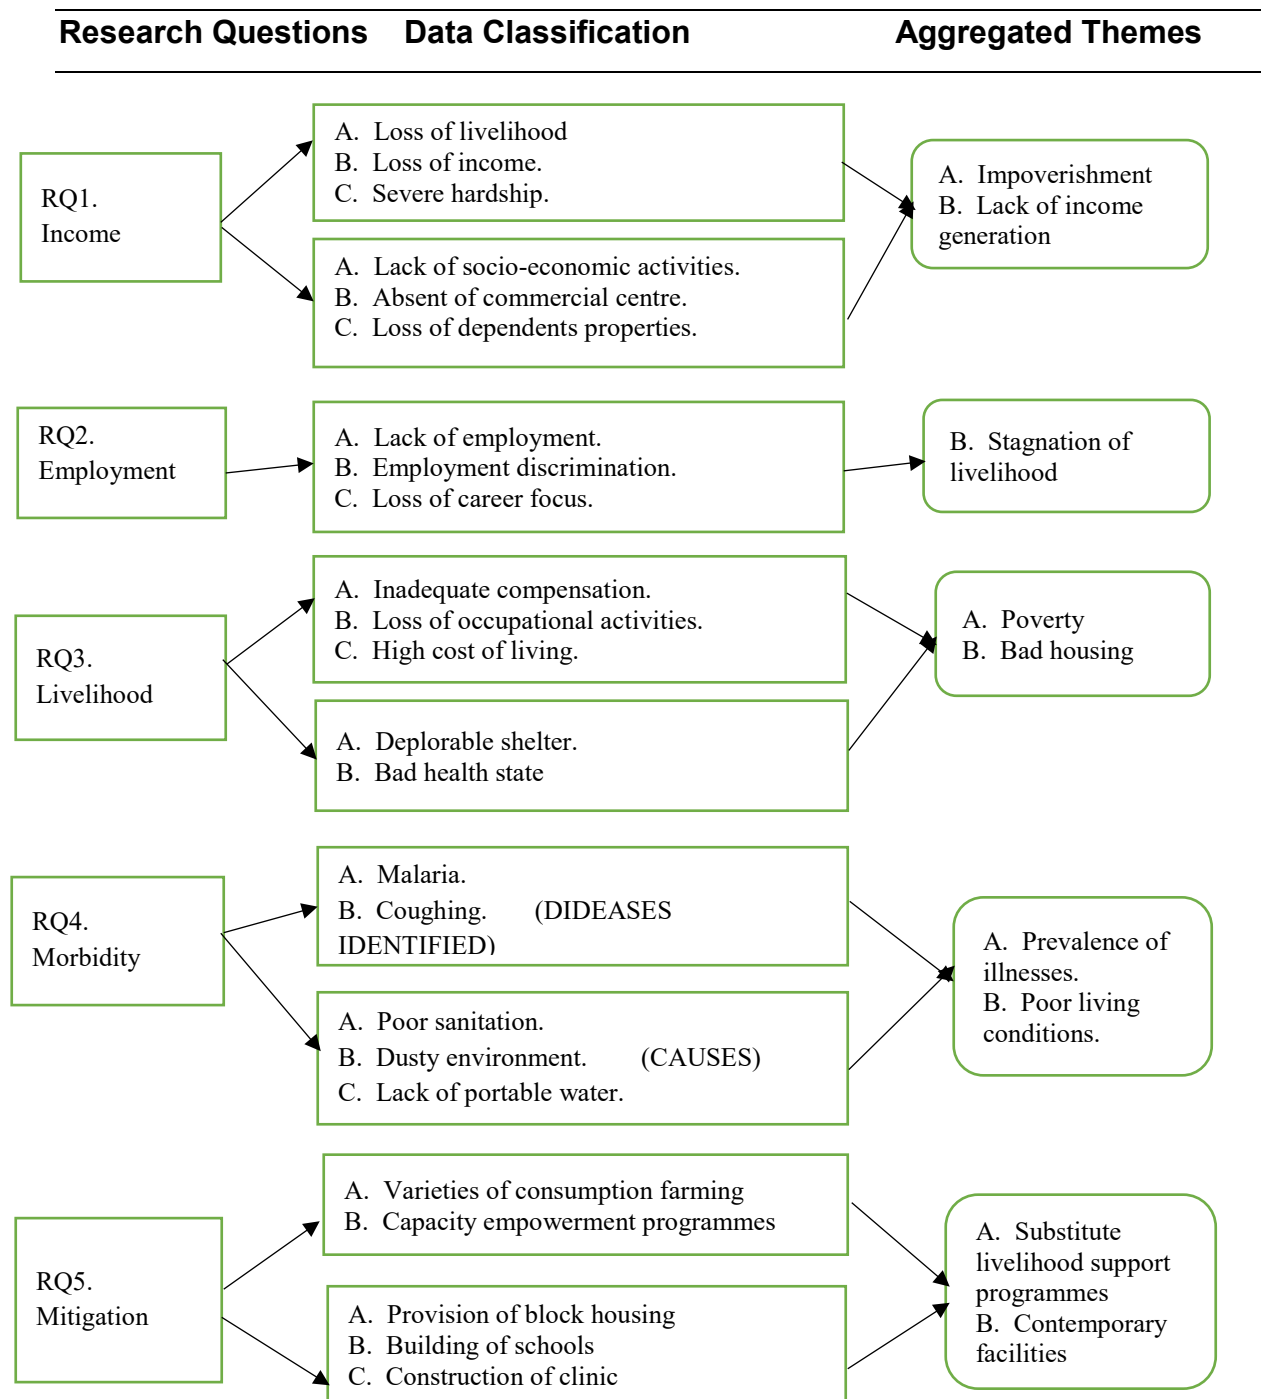 Research Questions Data Classification Aggregated Themes
RQ1.
Income
A. Loss of livelihood
B. Loss of income.
C. Severe hardship.
A. Lack of socio-economic activities.
B. Absent of commercial centre.
C. Loss of dependents properties.
A. Impoverishment
B. Lack of income
generation
RQ2.
Employment
A. Lack of employment.
B. Employment discrimination.
C. Loss of career focus.
B. Stagnation of
livelihood
RQ3.
Livelihood
A. Inadequate compensation.
B. Loss of occupational activities.
C. High cost of living.
A. Deplorable shelter.
B. Bad health state
A. Poverty
B. Bad housing
RQ4.
Morbidity
A. Malaria.
B. Coughing. (DIDEASES
IDENTIFIED)
A. Poor sanitation.
B. Dusty environment. (CAUSES)
C. Lack of portable water.
A. Prevalence of
illnesses.
B. Poor living
conditions.
RQ5.
Mitigation
A. Varieties of consumption farming
B. Capacity empowerment programmes
A. Provision of block housing
B. Building of schools
C. Construction of clinic
A. Substitute
livelihood support
programmes
B. Contemporary
facilities